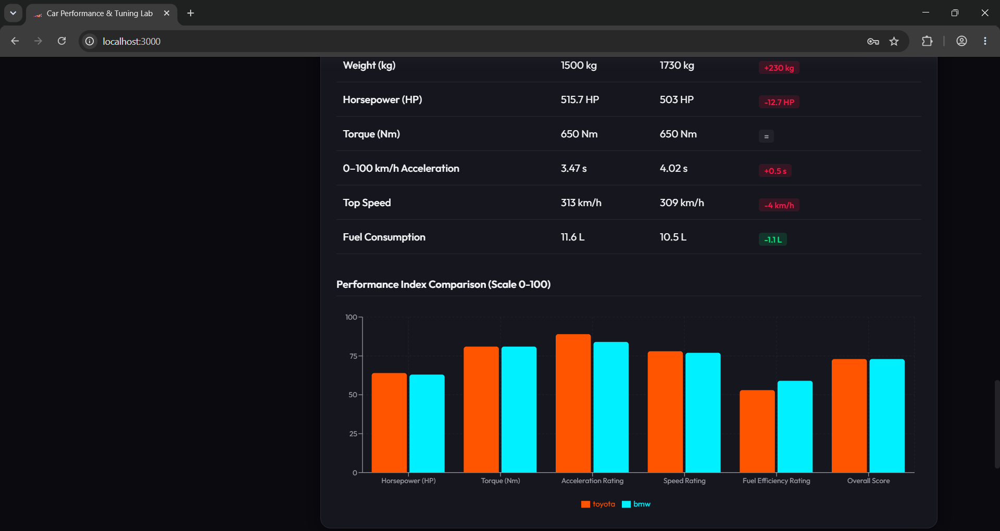 Car Performance & Tuning Lab
localhost:3000
Weight (kg) 1500 kg 1730 kg +230 kg
Horsepower (HP) 515.7 HP 503 HP -12.7 HP
Torque (Nm) 650 Nm 650 Nm =
0–100 km/h Acceleration 3.47 s 4.02 s +0.5 s
Top Speed 313 km/h 309 km/h -4 km/h
Fuel Consumption 11.6 L 10.5 L -1.1 L
Performance Index Comparison (Scale 0-100)
100
75
50
25
0
Horsepower (HP) Torque (Nm) Acceleration Rating Speed Rating Fuel Efficiency Rating Overall Score
toyota bmw